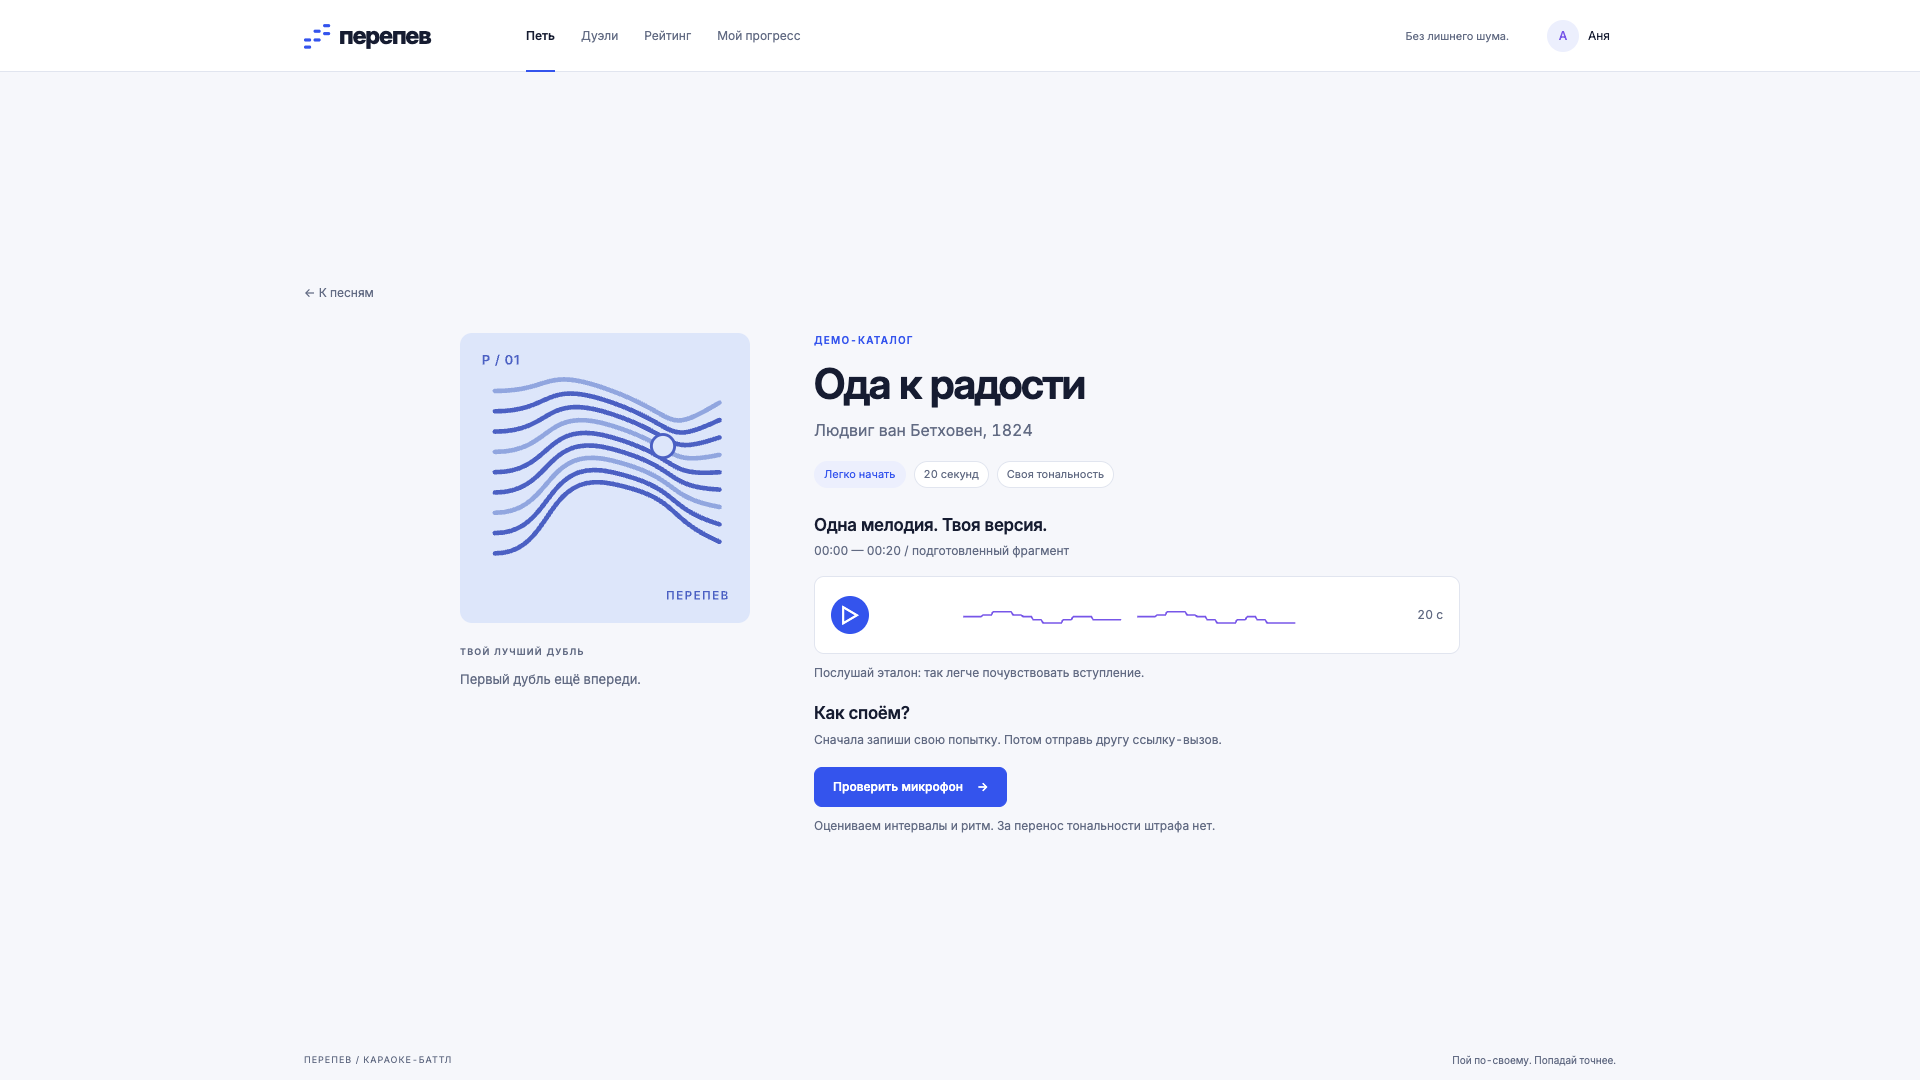 перепев
Петь
Дуэли
Рейтинг
Мой прогресс
Без лишнего шума.
А
Аня
← К песням
P / 01
ПЕРЕПЕВ
ТВОЙ ЛУЧШИЙ ДУБЛЬ
Первый дубль ещё впереди.
ДЕМО-КАТАЛОГ
Ода к радости
Людвиг ван Бетховен, 1824
Легко начать
20 секунд
Своя тональность
Одна мелодия. Твоя версия.
00:00 — 00:20 / подготовленный фрагмент
20 с
Послушай эталон: так легче почувствовать вступление.
Как споём?
Сначала запиши свою попытку. Потом отправь другу ссылку-вызов.
Проверить микрофон →
Оцениваем интервалы и ритм. За перенос тональности штрафа нет.
ПЕРЕПЕВ / КАРАОКЕ-БАТТЛ
Пой по-своему. Попадай точнее.